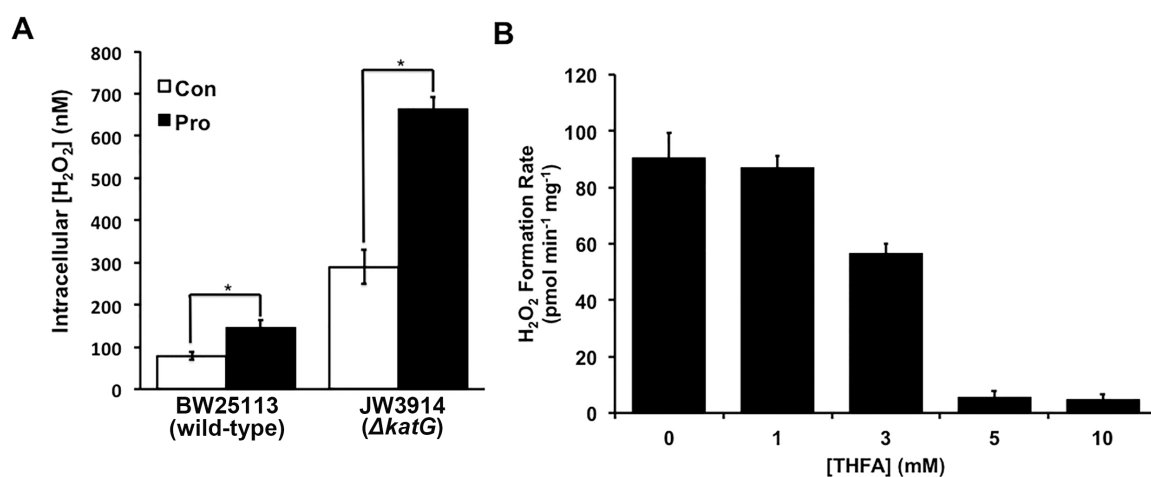 A
Intracellular [H₂O₂] (nM)
800
700
600
500
400
300
200
100
0
Con
Pro
*
*
BW25113
(wild-type)
JW3914
(ΔkatG)
B
H₂O₂ Formation Rate
(pmol min⁻¹ mg⁻¹)
120
100
80
60
40
20
0
0 1 3 5 10
[THFA] (mM)